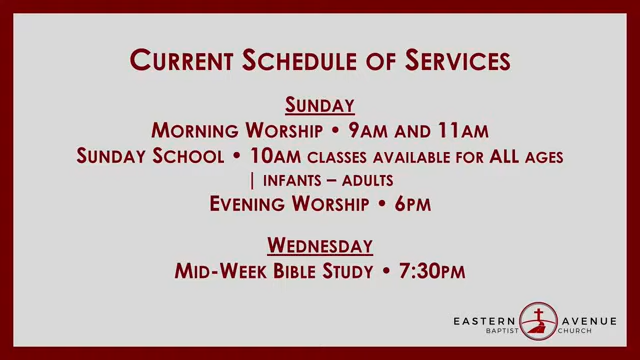 Current Schedule of Services
Sunday
Morning Worship • 9am and 11am
Sunday School • 10am classes available for ALL ages
| infants – adults
Evening Worship • 6pm
Wednesday
Mid-Week Bible Study • 7:30pm
EASTERN AVENUE
BAPTIST CHURCH